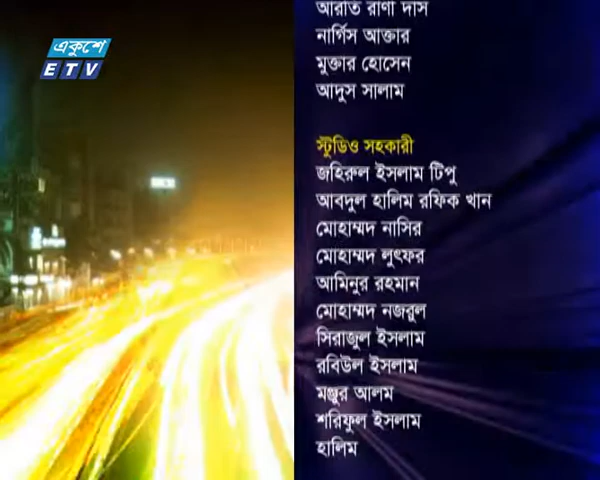 একুশে
ETV
আরতি রাণী দাস
নার্গিস আক্তার
মুক্তার হোসেন
আদুস সালাম
স্টুডিও সহকারী
জহিরুল ইসলাম টিপু
আবদুল হালিম রফিক খান
মোহাম্মদ নাসির
মোহাম্মদ লুৎফর
আমিনুর রহমান
মোহাম্মদ নজরুল
সিরাজুল ইসলাম
রবিউল ইসলাম
মঞ্জুর আলম
শরিফুল ইসলাম
হালিম